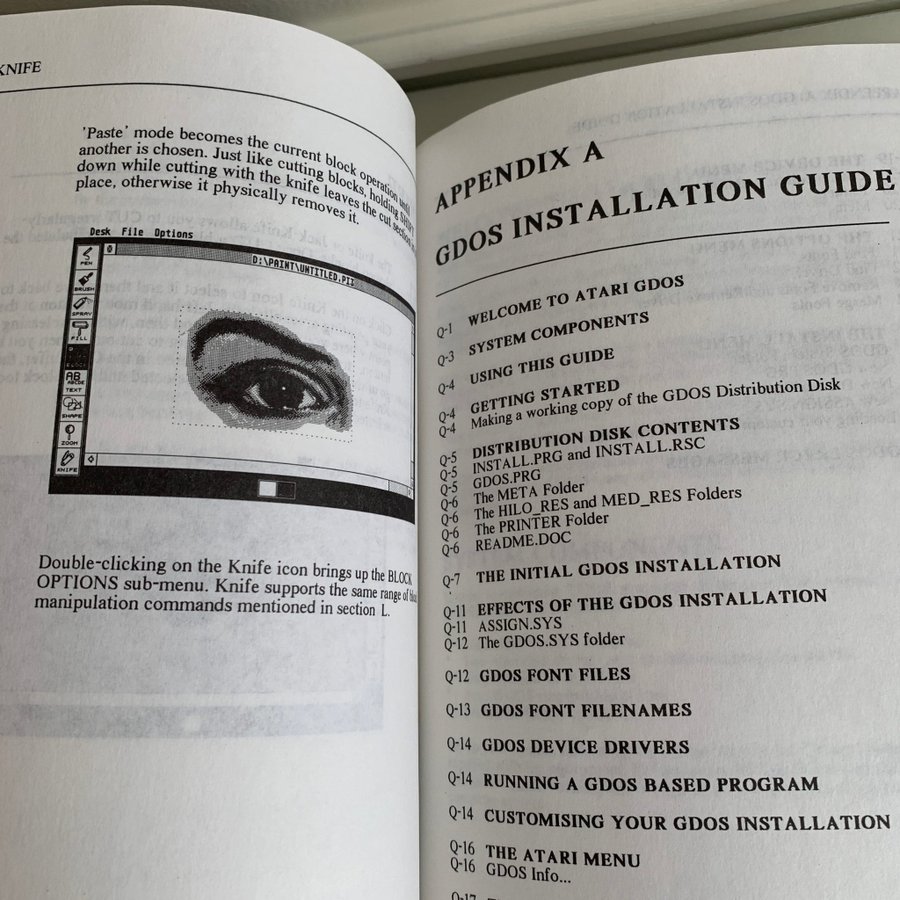 KNIFE
'Paste' mode becomes the current block operation until
another is chosen. Just like cutting blocks, holding SHIFT
down while cutting with the knife leaves the cut section in
place, otherwise it physically removes it.
Desk File Options
D:\PAINT\UNTITLED.PI1
PEN
BRUSH
SPRAY
FILL
BLOCK
AB
ABCDE
TEXT
SHAPE
ZOOM
KNIFE
Double-clicking on the Knife icon brings up the BLOCK
OPTIONS sub-menu. Knife supports the same range of block
manipulation commands mentioned in section L.
APPENDIX A
GDOS INSTALLATION GUIDE
Q-1 WELCOME TO ATARI GDOS
Q-3 SYSTEM COMPONENTS
Q-4 USING THIS GUIDE
Q-4 GETTING STARTED
Q-4 Making a working copy of the GDOS Distribution Disk
Q-5 DISTRIBUTION DISK CONTENTS
Q-5 INSTALL.PRG and INSTALL.RSC
Q-5 GDOS.PRG
Q-6 The META Folder
Q-6 The HILO_RES and MED_RES Folders
Q-6 The PRINTER Folder
Q-6 README.DOC
Q-7 THE INITIAL GDOS INSTALLATION
Q-11 EFFECTS OF THE GDOS INSTALLATION
Q-11 ASSIGN.SYS
Q-12 The GDOS.SYS folder
Q-12 GDOS FONT FILES
Q-13 GDOS FONT FILENAMES
Q-14 GDOS DEVICE DRIVERS
Q-14 RUNNING A GDOS BASED PROGRAM
Q-14 CUSTOMISING YOUR GDOS INSTALLATION
Q-16 THE ATARI MENU
Q-16 GDOS Info...
Q-17